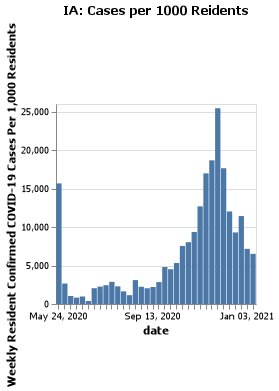 IA: Cases per 1000 Reidents
Weekly Resident Confirmed COVID-19 Cases Per 1,000 Residents
25,000
20,000
15,000
10,000
5,000
0
May 24, 2020
Sep 13, 2020
Jan 03, 2021
date